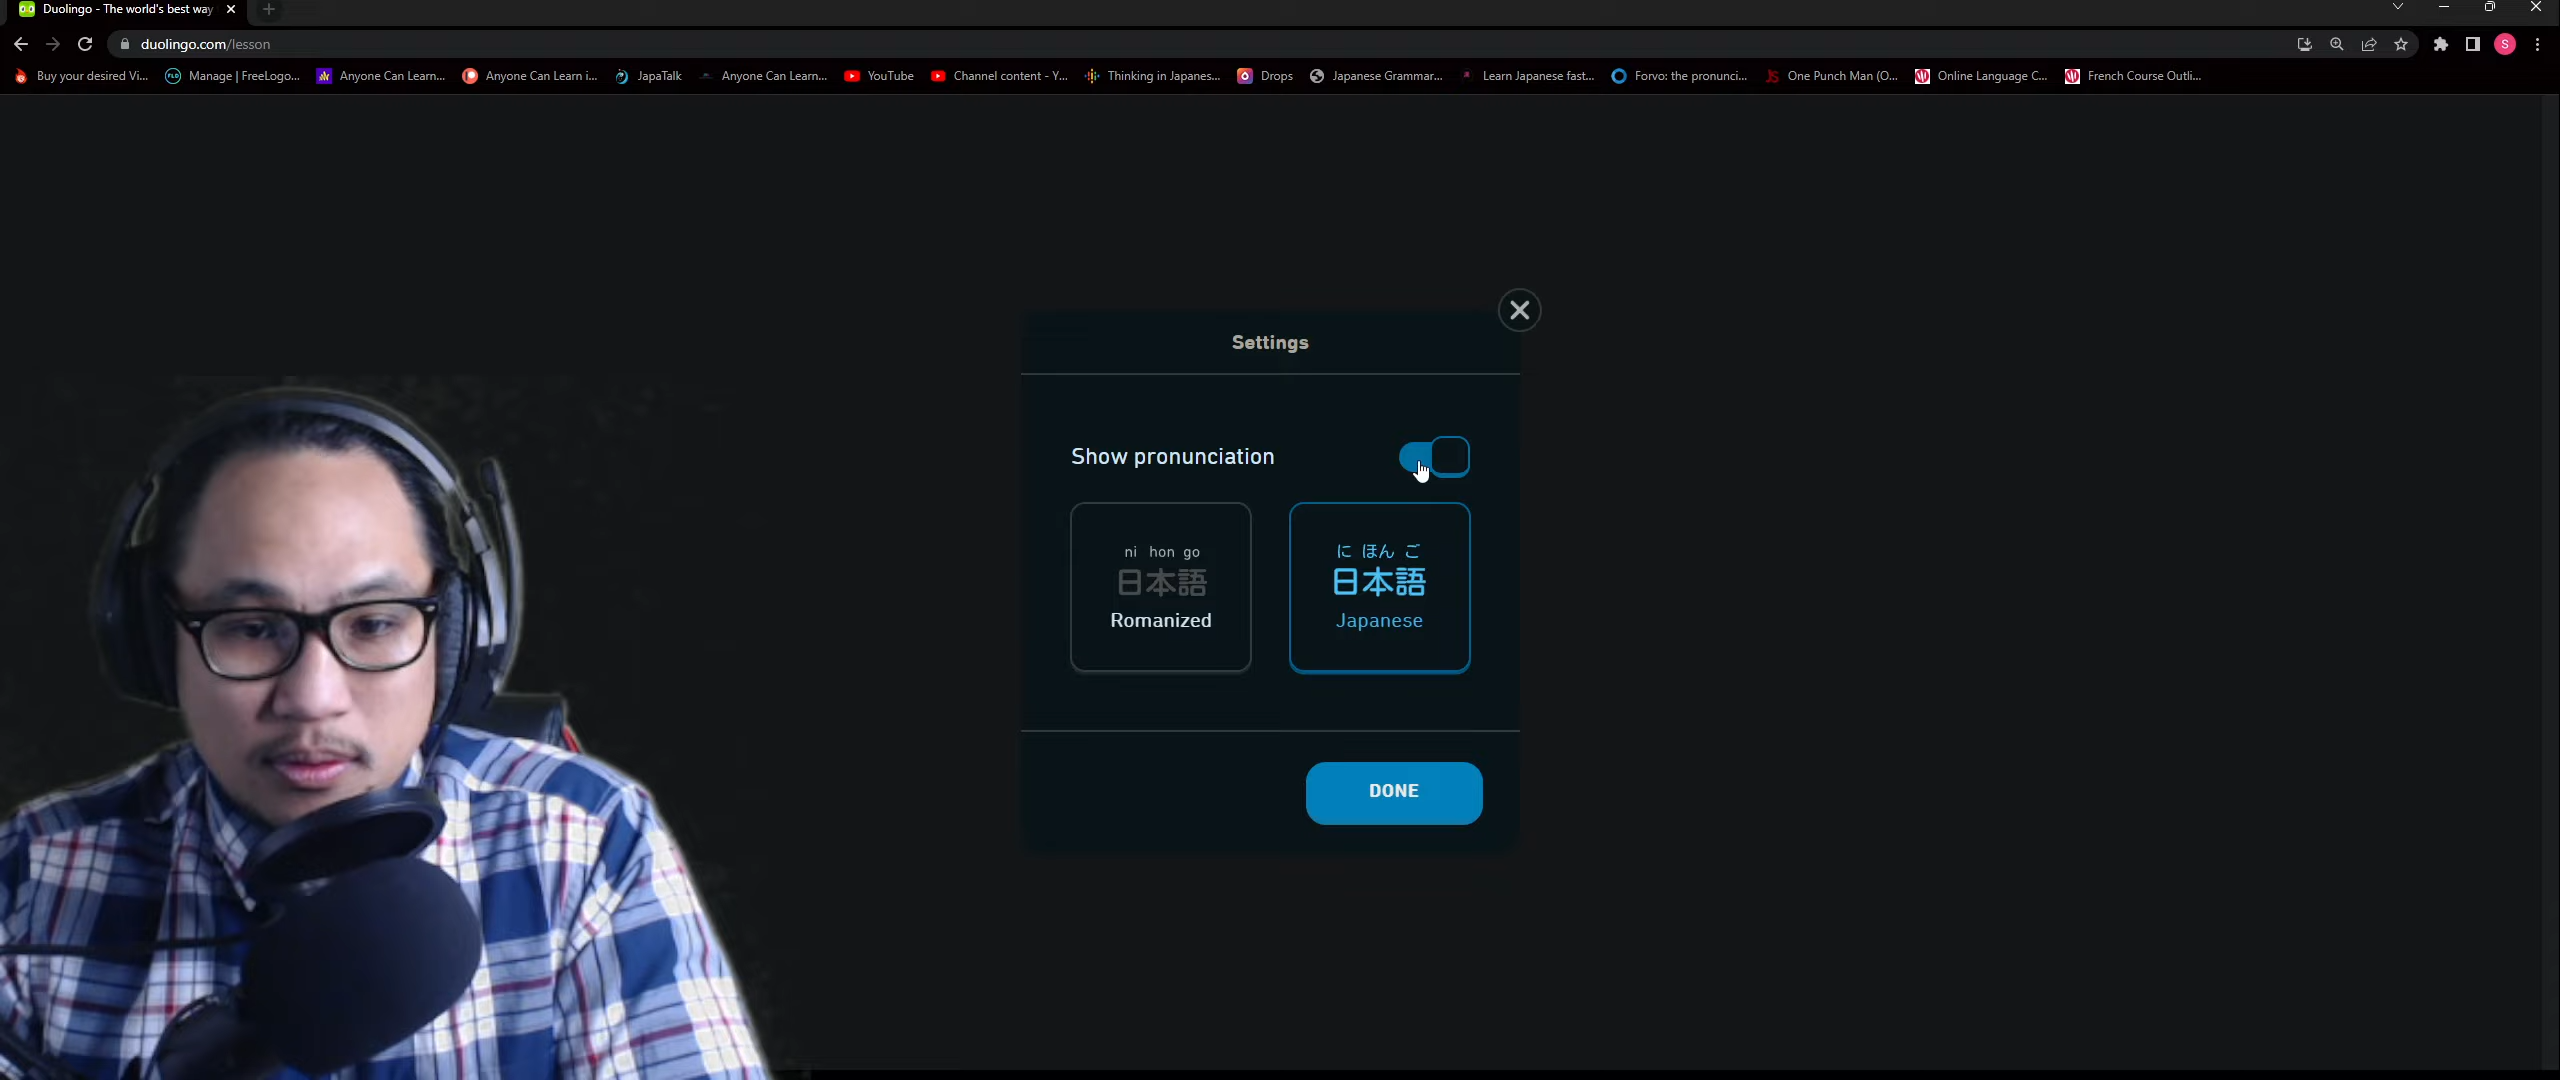 Duolingo - The world's best way
duolingo.com/lesson
S
Buy your desired Vi... Manage | FreeLogo... Anyone Can Learn... Anyone Can Learn i... JapaTalk Anyone Can Learn... YouTube Channel content - Y... Thinking in Japanes... Drops Japanese Grammar... Learn Japanese fast... Forvo: the pronunci... One Punch Man (O... Online Language C... French Course Outli...
Settings
Show pronunciation
ni hon go
日本語
Romanized
に ほん ご
日本語
Japanese
DONE